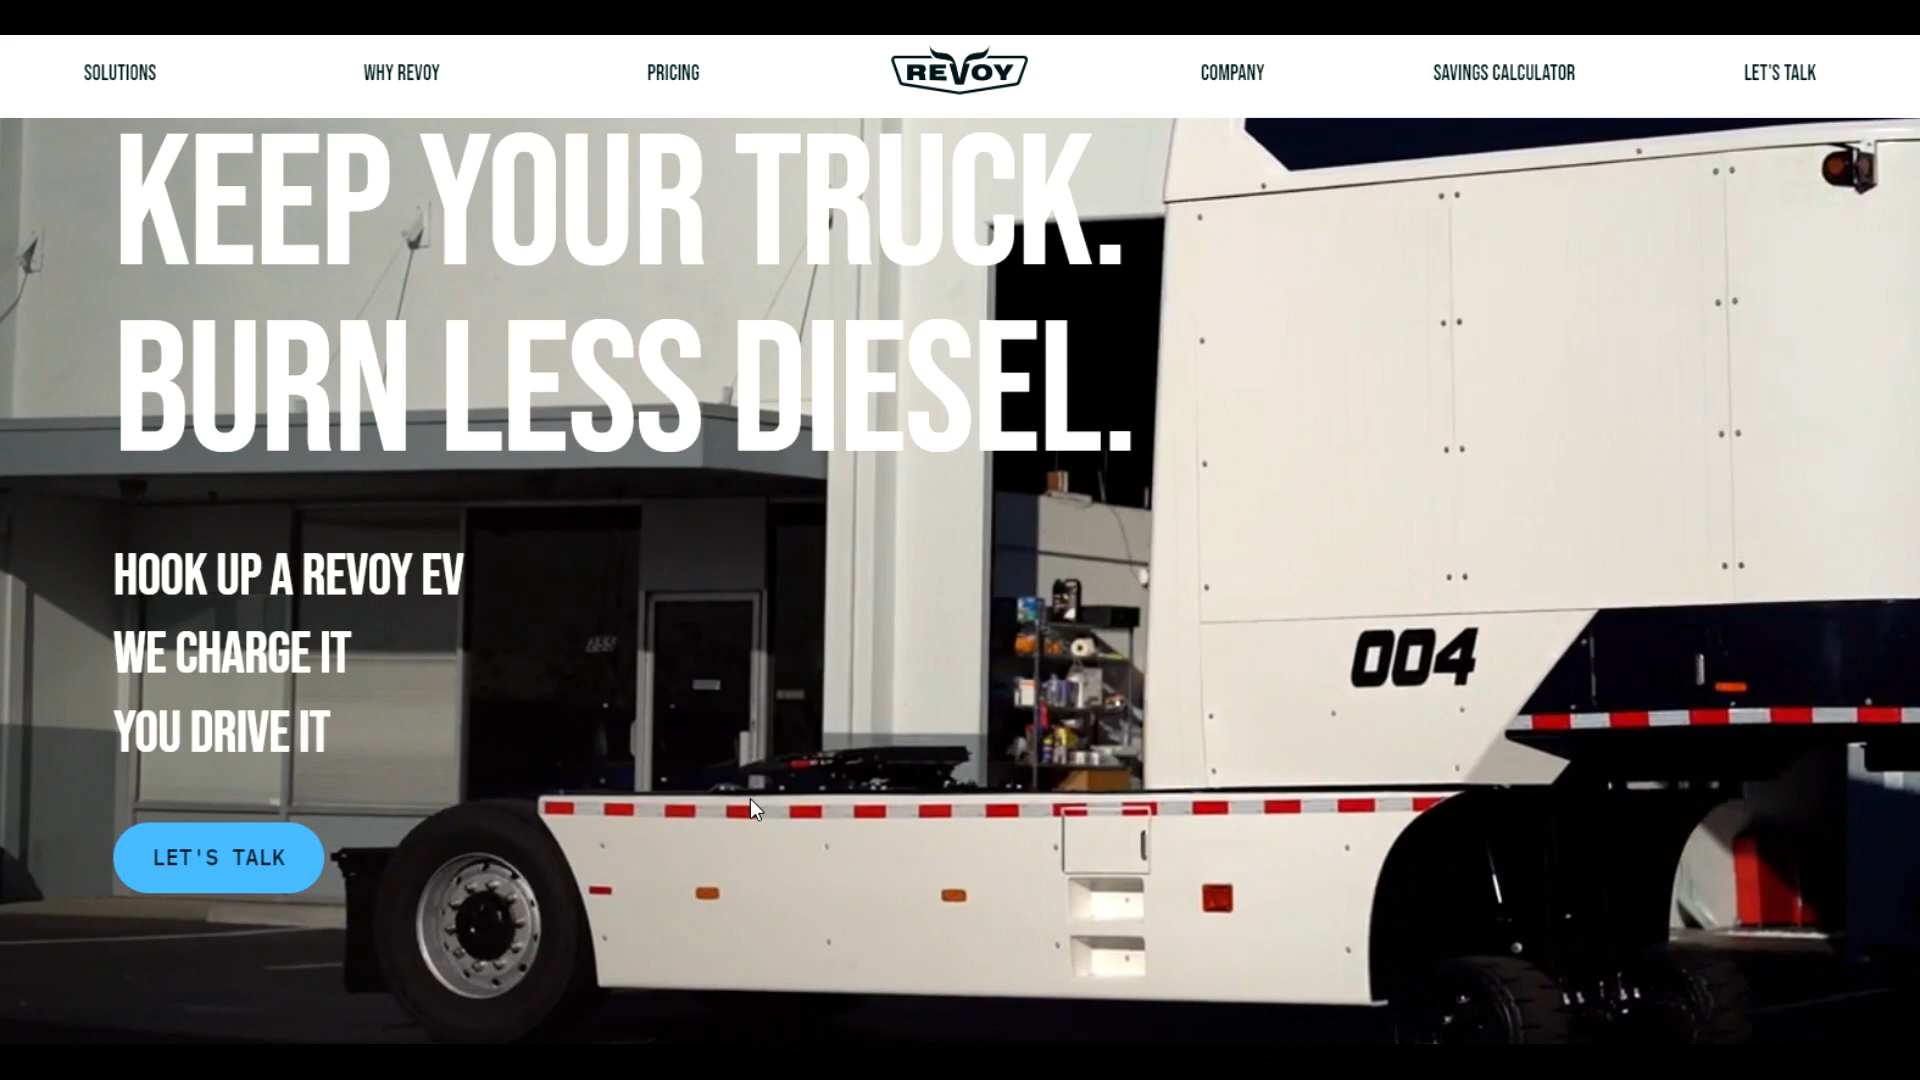 SOLUTIONS
WHY REVOY
PRICING
REVOY
COMPANY
SAVINGS CALCULATOR
LET'S TALK
KEEP YOUR TRUCK.
BURN LESS DIESEL.
HOOK UP A REVOY EV
WE CHARGE IT
YOU DRIVE IT
LET'S TALK
004